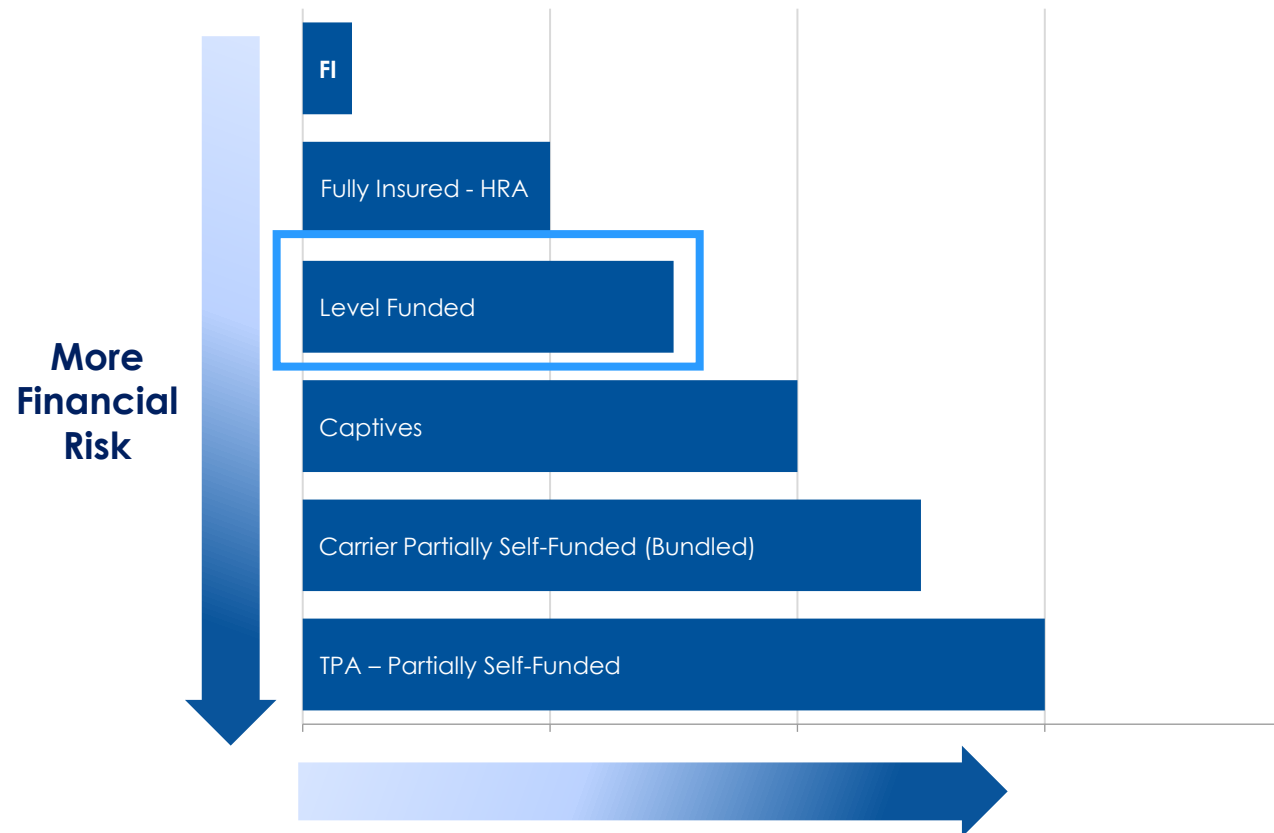 FI
Fully Insured - HRA
Level Funded
More
Financial
Risk
Captives
Carrier Partially Self-Funded (Bundled)
TPA – Partially Self-Funded